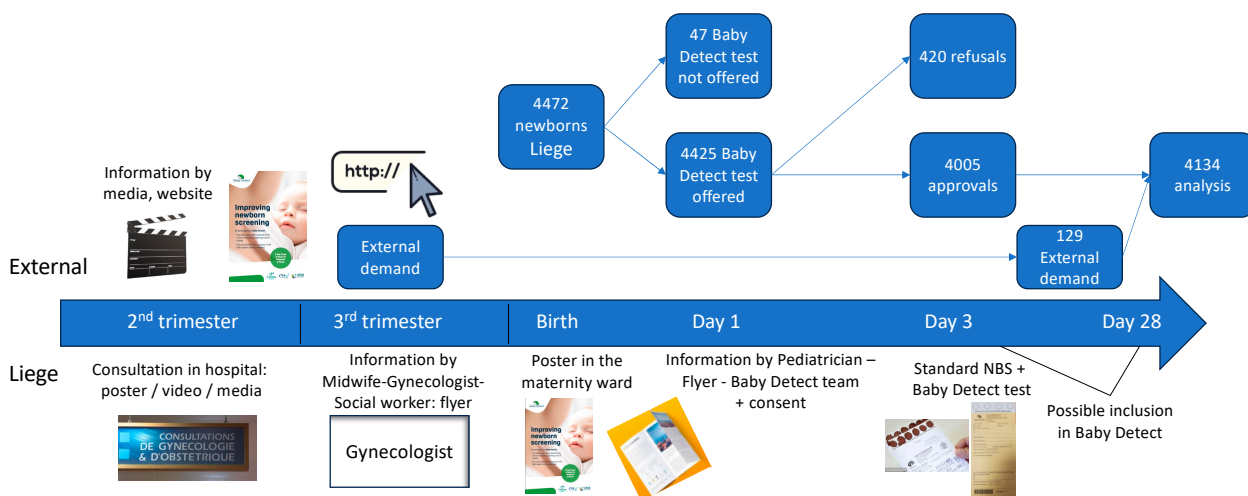 4472
newborns
Liege
47 Baby
Detect test
not offered
4425 Baby
Detect test
offered
420 refusals
4005
approvals
4134
analysis
Information by
media, website
http://
Improving
newborn
screening
External
demand
129
External
demand
External
2nd trimester
3rd trimester
Birth
Day 1
Day 3
Day 28
Liege
Consultation in hospital:
poster / video / media
CONSULTATIONS
DE GYNECOLOGIE
& D'OBSTETRIQUE
Information by
Midwife-Gynecologist-
Social worker: flyer
Gynecologist
Poster in the
maternity ward
Improving
newborn
screening
Information by Pediatrician –
Flyer - Baby Detect team
+ consent
Standard NBS +
Baby Detect test
Possible inclusion
in Baby Detect